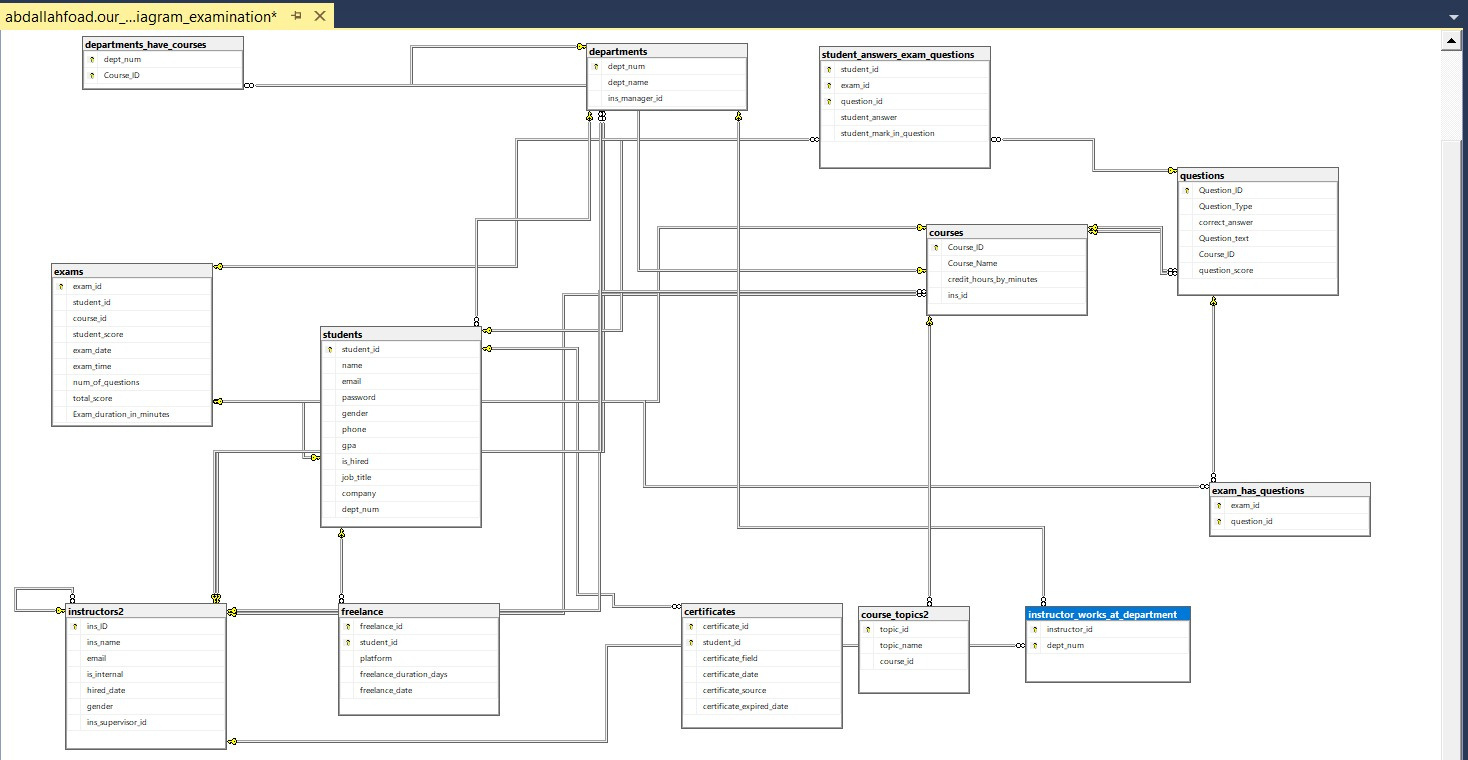 abdallahfoad.our_...iagram_examination*
departments_have_courses
dept_num
Course_ID
departments
dept_num
dept_name
ins_manager_id
student_answers_exam_questions
student_id
exam_id
question_id
student_answer
student_mark_in_question
questions
Question_ID
Question_Type
correct_answer
Question_text
Course_ID
question_score
courses
Course_ID
Course_Name
credit_hours_by_minutes
ins_id
exams
exam_id
student_id
course_id
student_score
exam_date
exam_time
num_of_questions
total_score
Exam_duration_in_minutes
students
student_id
name
email
password
gender
phone
gpa
is_hired
job_title
company
dept_num
exam_has_questions
exam_id
question_id
instructors2
ins_ID
ins_name
email
is_internal
hired_date
gender
ins_supervisor_id
freelance
freelance_id
student_id
platform
freelance_duration_days
freelance_date
certificates
certificate_id
student_id
certificate_field
certificate_date
certificate_source
certificate_expired_date
course_topics2
topic_id
topic_name
course_id
instructor_works_at_department
instructor_id
dept_num